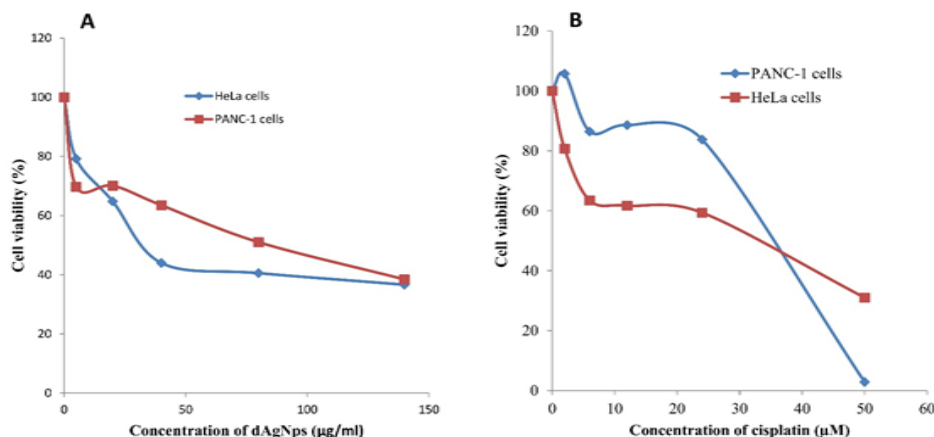 A
120
100
80
60
40
20
0
Cell viability (%)
HeLa cells
PANC-1 cells
0 50 100 150
Concentration of dAgNps (µg/ml)
B
120
100
80
60
40
20
0
Cell viability (%)
PANC-1 cells
HeLa cells
0 10 20 30 40 50 60
Concentration of cisplatin (µM)